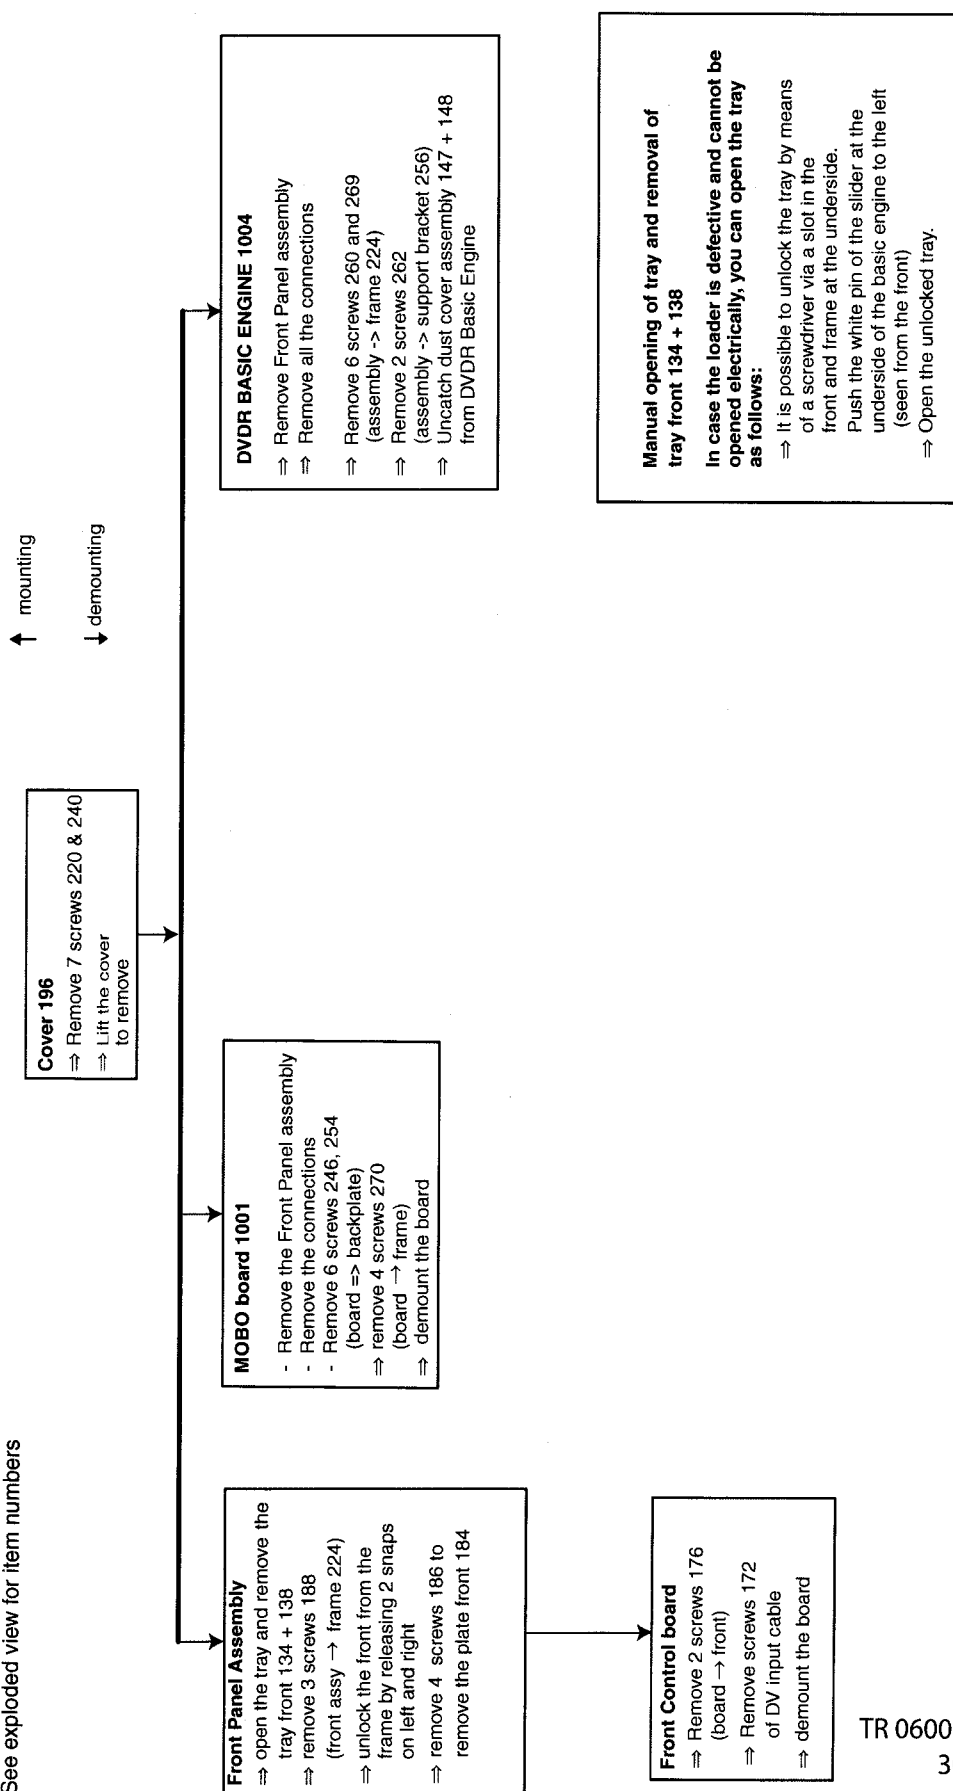 See exploded view for item numbers
↑ mounting
↓ demounting
Cover 196
⇒ Remove 7 screws 220 & 240
⇒ Lift the cover
to remove
Front Panel Assembly
⇒ open the tray and remove the
tray front 134 + 138
⇒ remove 3 screws 188
(front assy → frame 224)
⇒ unlock the front from the
frame by releasing 2 snaps
on left and right
⇒ remove 4 screws 186 to
remove the plate front 184
MOBO board 1001
- Remove the Front Panel assembly
- Remove the connections
- Remove 6 screws 246, 254
(board => backplate)
⇒ remove 4 screws 270
(board → frame)
⇒ demount the board
DVDR BASIC ENGINE 1004
⇒ Remove Front Panel assembly
⇒ Remove all the connections
⇒ Remove 6 screws 260 and 269
(assembly -> frame 224)
⇒ Remove 2 screws 262
(assembly -> support bracket 256)
⇒ Uncatch dust cover assembly 147 + 148
from DVDR Basic Engine
Front Control board
⇒ Remove 2 screws 176
(board → front)
⇒ Remove screws 172
of DV input cable
⇒ demount the board
Manual opening of tray and removal of
tray front 134 + 138
In case the loader is defective and cannot be
opened electrically, you can open the tray
as follows:
⇒ It is possible to unlock the tray by means
of a screwdriver via a slot in the
front and frame at the underside.
Push the white pin of the slider at the
underside of the basic engine to the left
(seen from the front)
⇒ Open the unlocked tray.
TR 0600
3